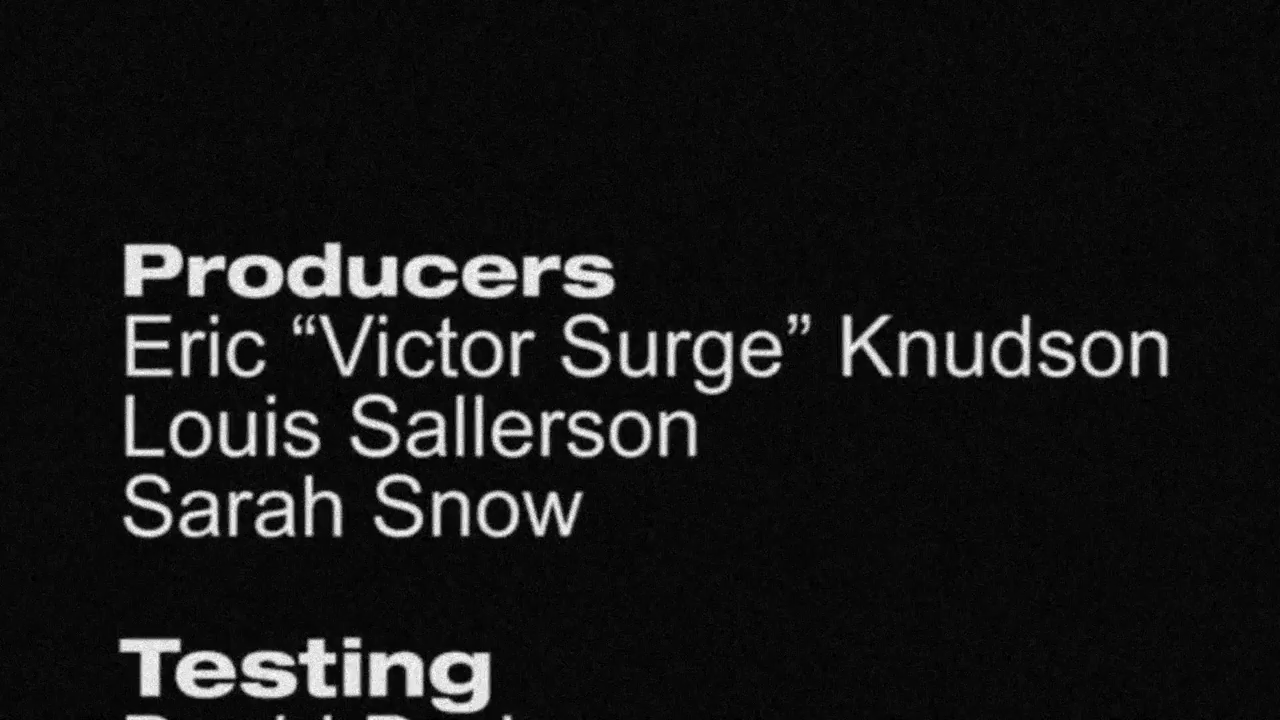 Producers
Eric “Victor Surge” Knudson
Louis Sallerson
Sarah Snow
Testing